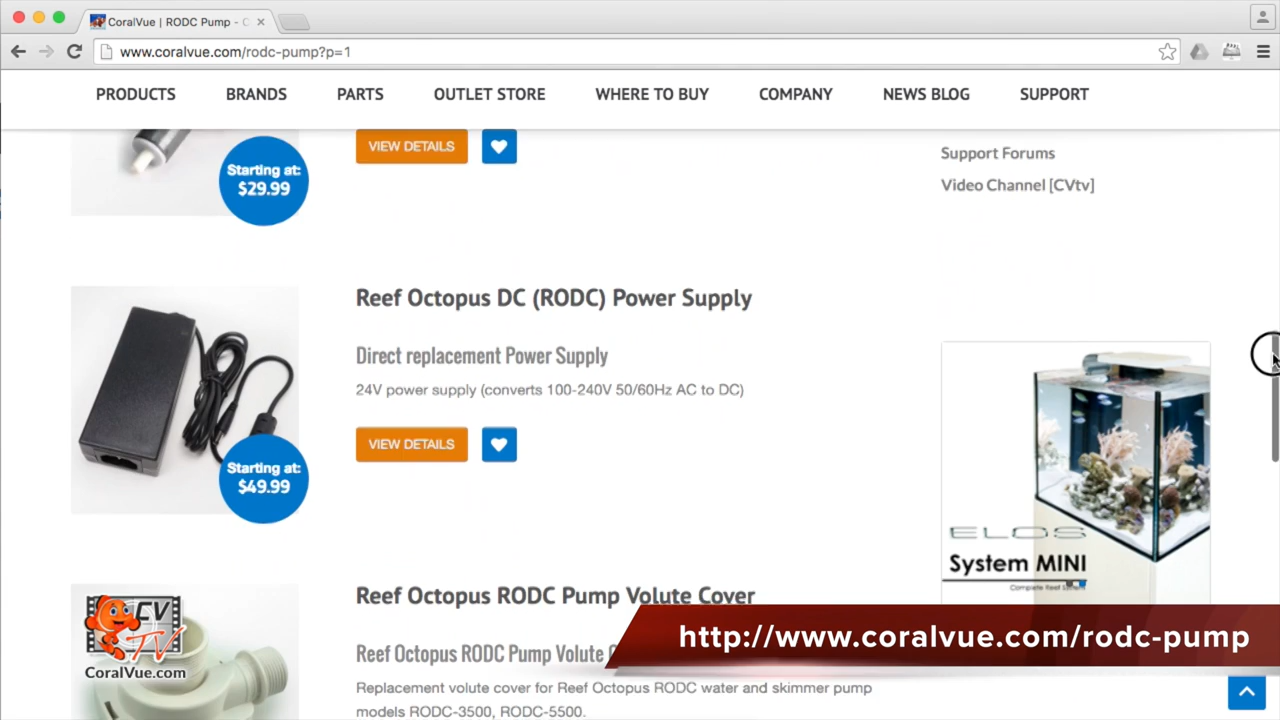 CoralVue | RODC Pump - C
www.coralvue.com/rodc-pump?p=1
PRODUCTS BRANDS PARTS OUTLET STORE WHERE TO BUY COMPANY NEWS BLOG SUPPORT
VIEW DETAILS
Starting at:
$29.99
Support Forums
Video Channel [CVtv]
Reef Octopus DC (RODC) Power Supply
Direct replacement Power Supply
24V power supply (converts 100-240V 50/60Hz AC to DC)
VIEW DETAILS
Starting at:
$49.99
ELOS
System MINI
Reef Octopus RODC Pump Volute Cover
Reef Octopus RODC Pump Volute
Replacement volute cover for Reef Octopus RODC water and skimmer pump
models RODC-3500, RODC-5500.
CV
TV
CoralVue.com
http://www.coralvue.com/rodc-pump